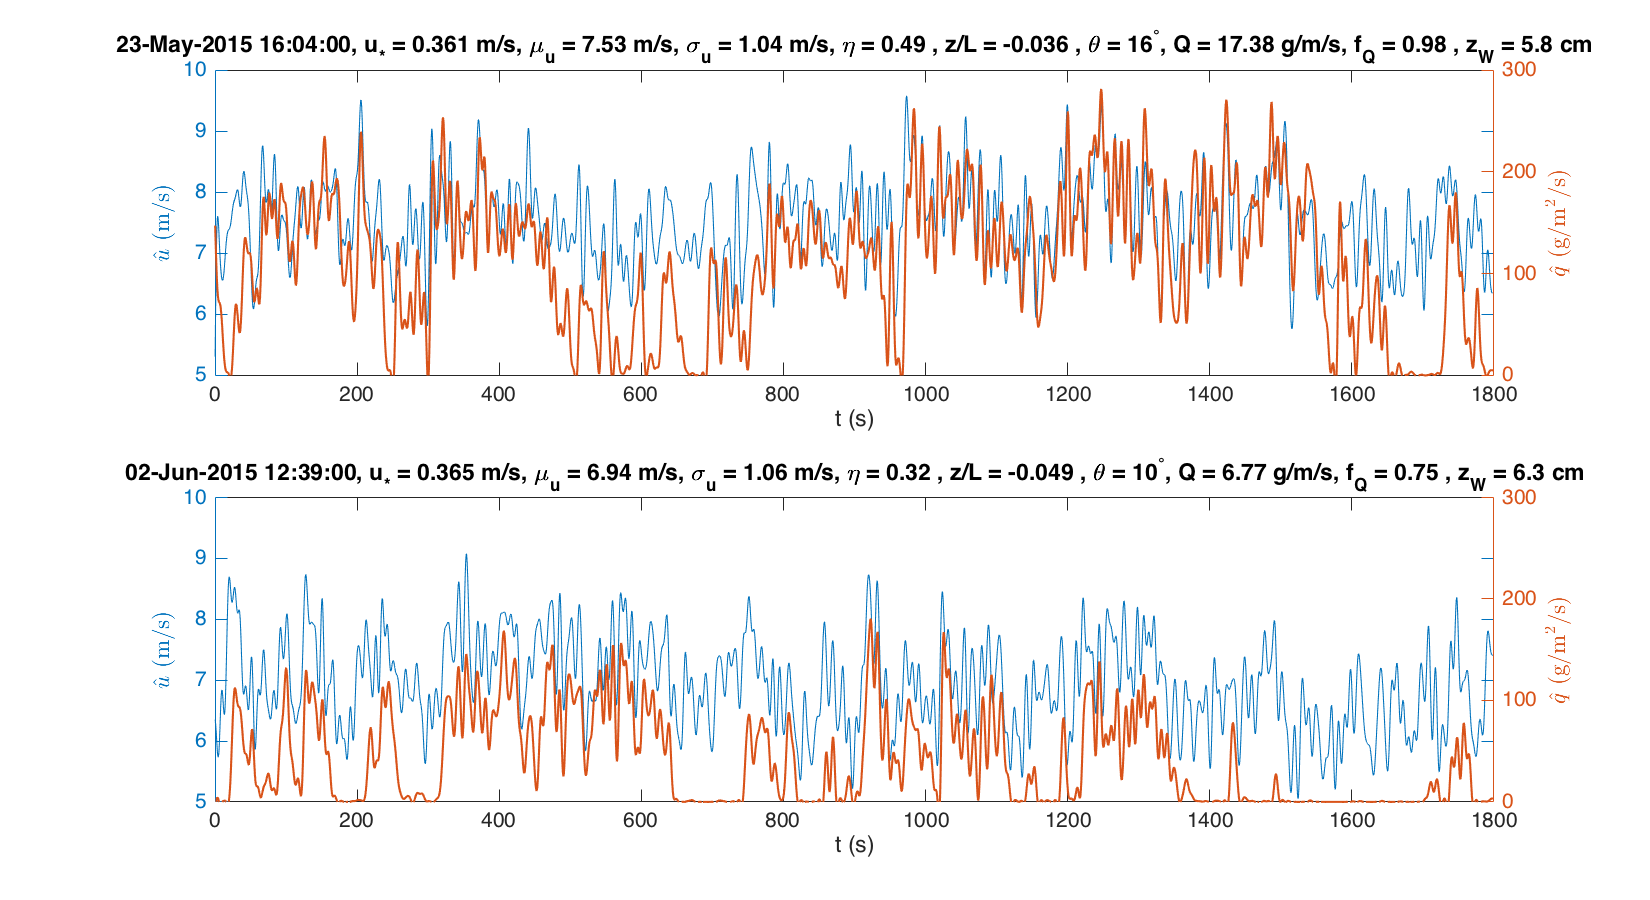 23-May-2015 16:04:00, u* = 0.361 m/s, μu = 7.53 m/s, σu = 1.04 m/s, η = 0.49 , z/L = -0.036 , θ = 16°, Q = 17.38 g/m/s, fQ = 0.98 , zW = 5.8 cm
10
9
8
7
6
5
û (m/s)
300
200
100
0
q̂ (g/m²/s)
0 200 400 600 800 1000 1200 1400 1600 1800
t (s)
02-Jun-2015 12:39:00, u* = 0.365 m/s, μu = 6.94 m/s, σu = 1.06 m/s, η = 0.32 , z/L = -0.049 , θ = 10°, Q = 6.77 g/m/s, fQ = 0.75 , zW = 6.3 cm
10
9
8
7
6
5
û (m/s)
300
200
100
0
q̂ (g/m²/s)
0 200 400 600 800 1000 1200 1400 1600 1800
t (s)